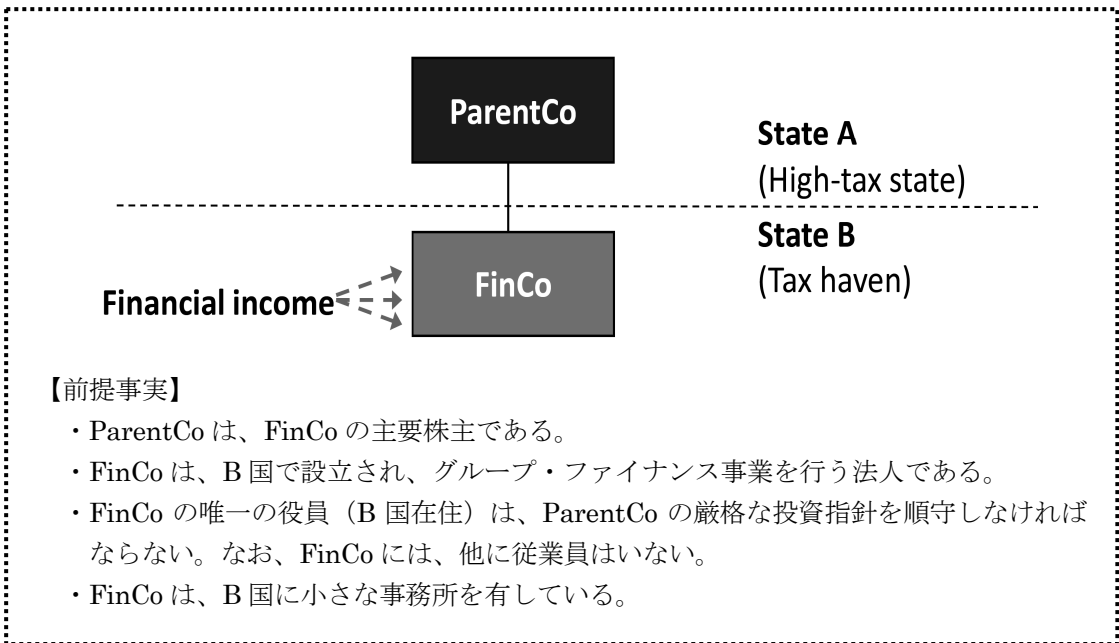 ParentCo
State A
(High-tax state)
State B
(Tax haven)
Financial income
FinCo
【前提事実】
・ParentCo は、FinCo の主要株主である。
・FinCo は、B 国で設立され、グループ・ファイナンス事業を行う法人である。
・FinCo の唯一の役員（B 国在住）は、ParentCo の厳格な投資指針を順守しなければ
ならない。なお、FinCo には、他に従業員はいない。
・FinCo は、B 国に小さな事務所を有している。